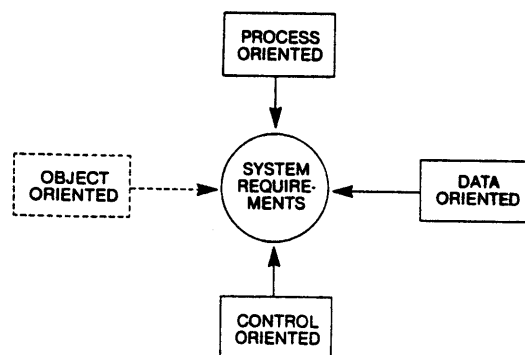 PROCESS
ORIENTED
OBJECT
ORIENTED
SYSTEM
REQUIRE-
MENTS
DATA
ORIENTED
CONTROL
ORIENTED